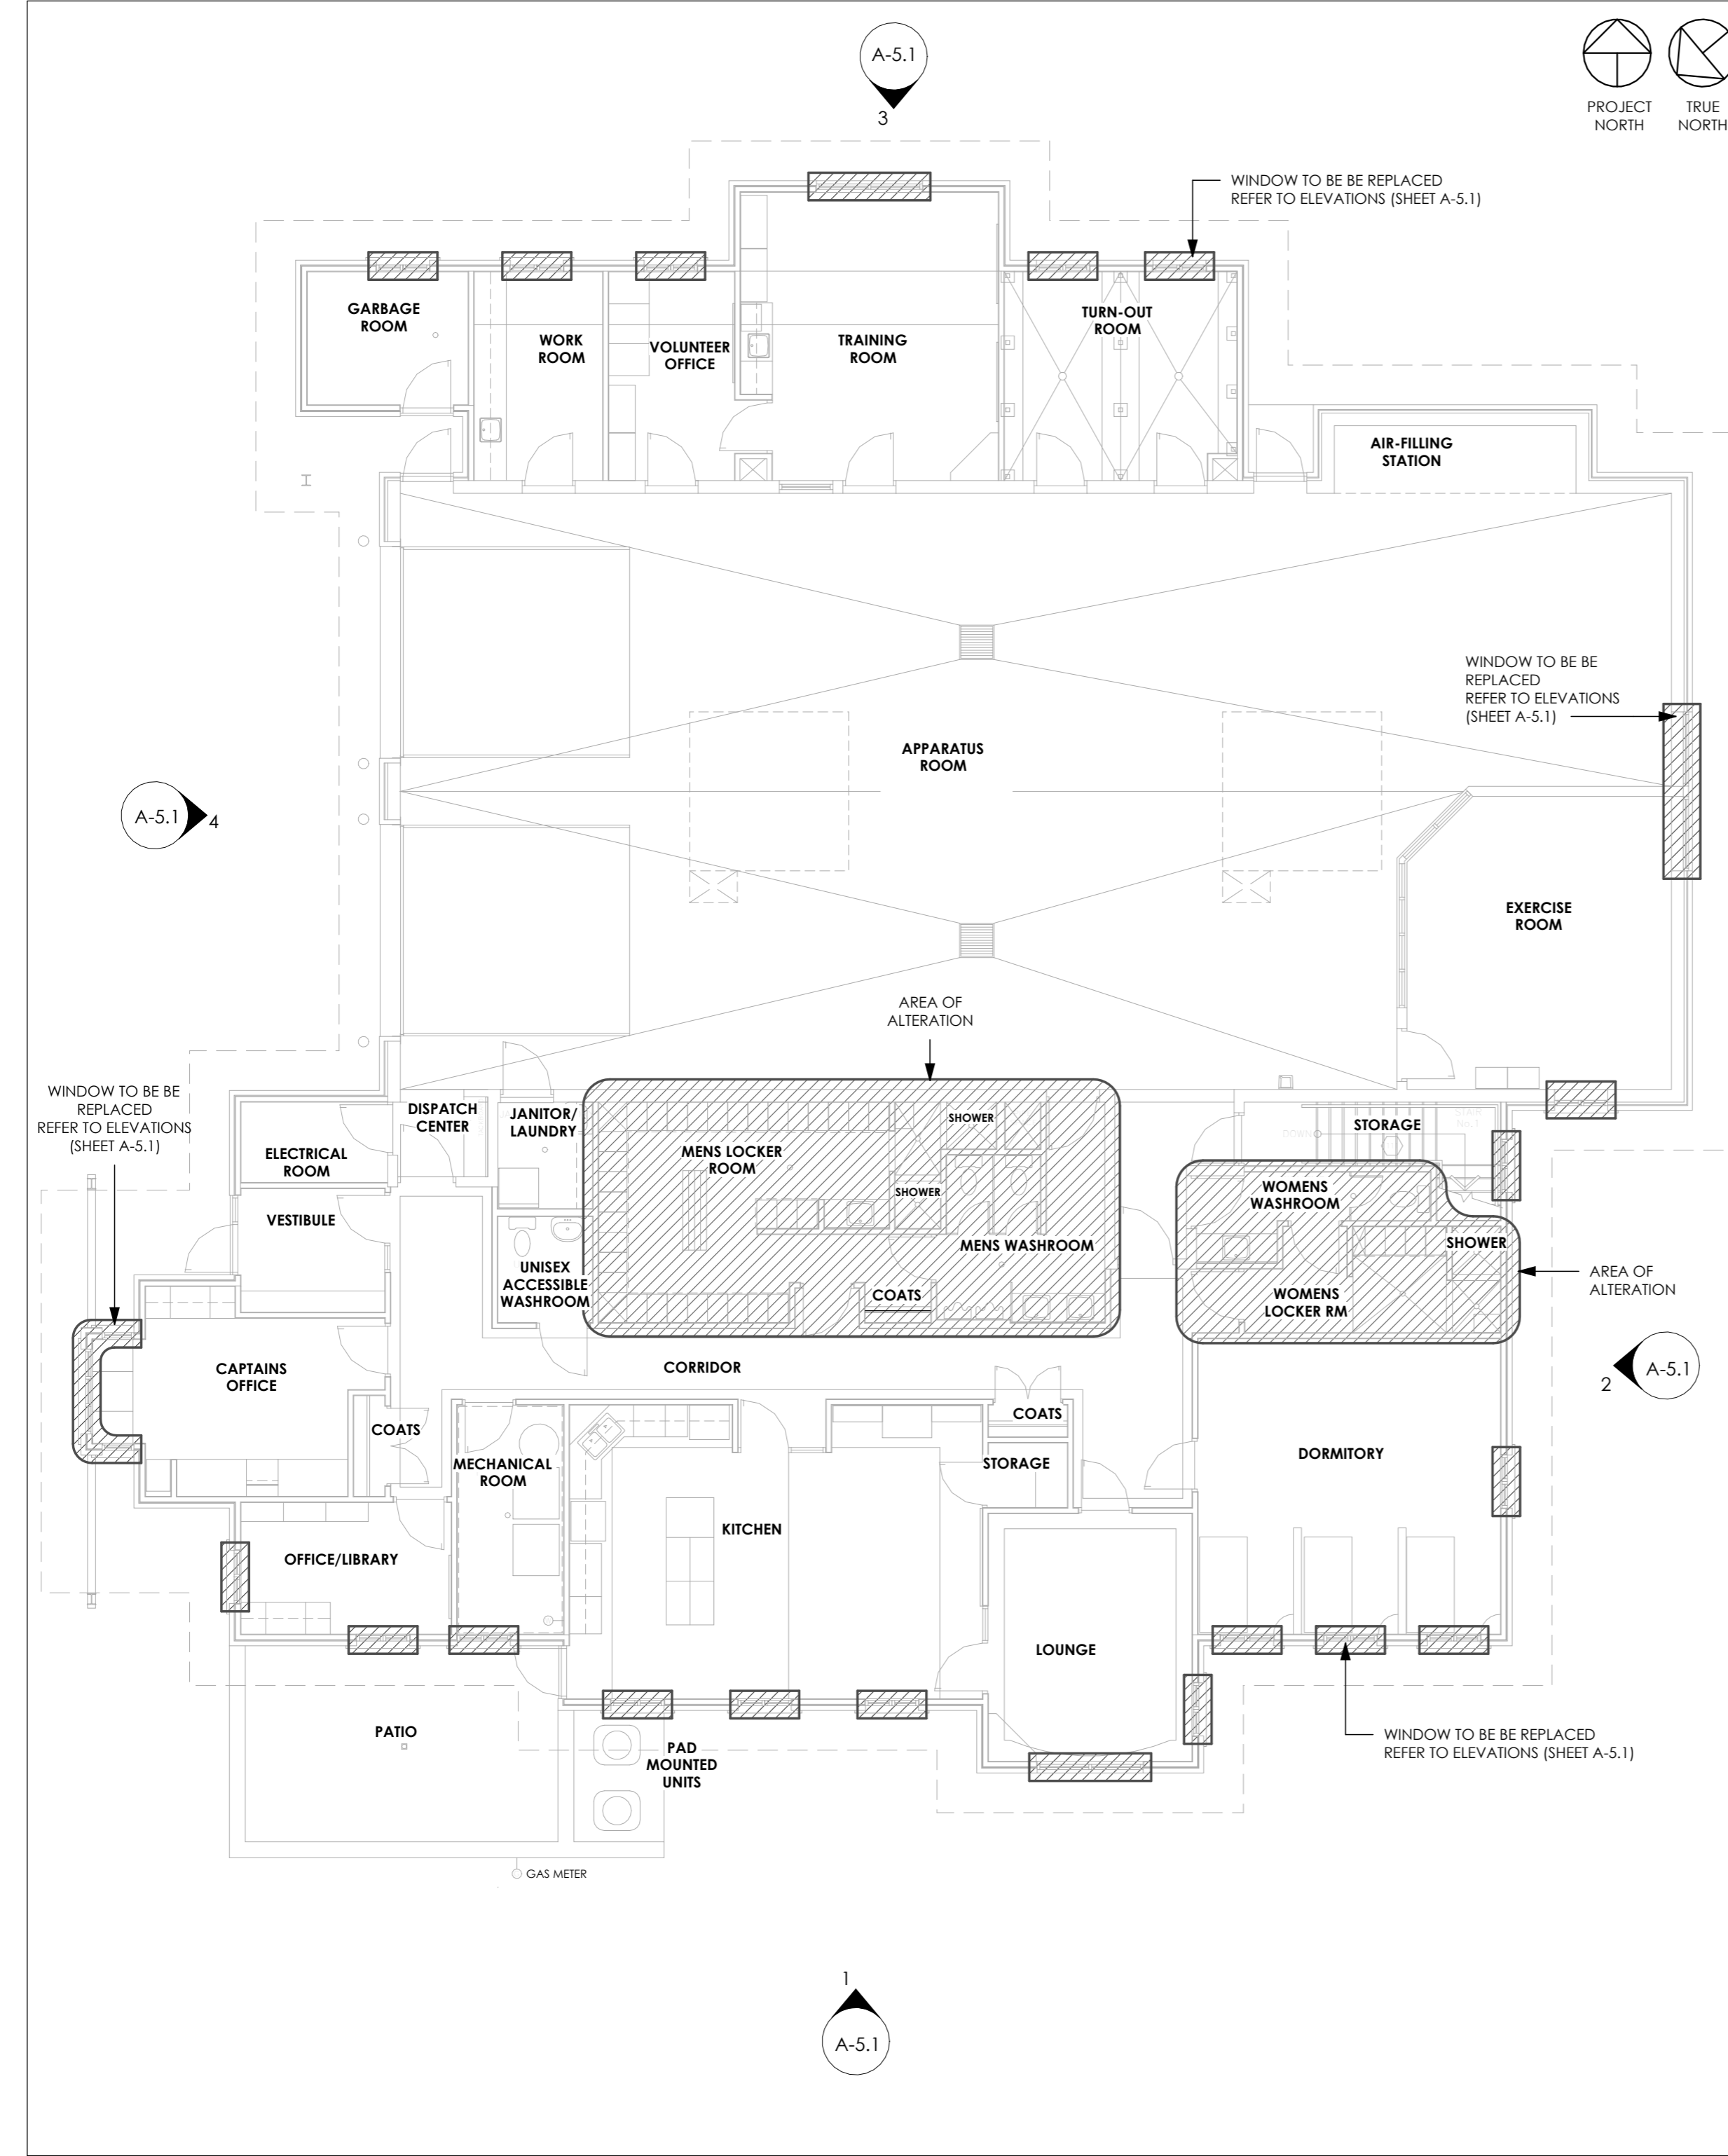 A-5.1
3
PROJECT
NORTH
TRUE
NORTH
WINDOW TO BE BE REPLACED
REFER TO ELEVATIONS (SHEET A-5.1)
GARBAGE
ROOM
WORK
ROOM
VOLUNTEER
OFFICE
TRAINING
ROOM
TURN-OUT
ROOM
AIR-FILLING
STATION
WINDOW TO BE BE
REPLACED
REFER TO ELEVATIONS
(SHEET A-5.1)
APPARATUS
ROOM
A-5.1
4
EXERCISE
ROOM
AREA OF
ALTERATION
WINDOW TO BE BE
REPLACED
REFER TO ELEVATIONS
(SHEET A-5.1)
DISPATCH
CENTER
JANITOR/
LAUNDRY
ELECTRICAL
ROOM
MENS LOCKER
ROOM
SHOWER
SHOWER
STORAGE
STAIR
No. 1
DOWN
WOMENS
WASHROOM
VESTIBULE
UNISEX
ACCESSIBLE
WASHROOM
MENS WASHROOM
COATS
SHOWER
WOMENS
LOCKER RM
AREA OF
ALTERATION
CAPTAINS
OFFICE
CORRIDOR
A-5.1
2
COATS
COATS
MECHANICAL
ROOM
STORAGE
DORMITORY
KITCHEN
OFFICE/LIBRARY
LOUNGE
PATIO
PAD
MOUNTED
UNITS
WINDOW TO BE BE REPLACED
REFER TO ELEVATIONS (SHEET A-5.1)
GAS METER
1
A-5.1